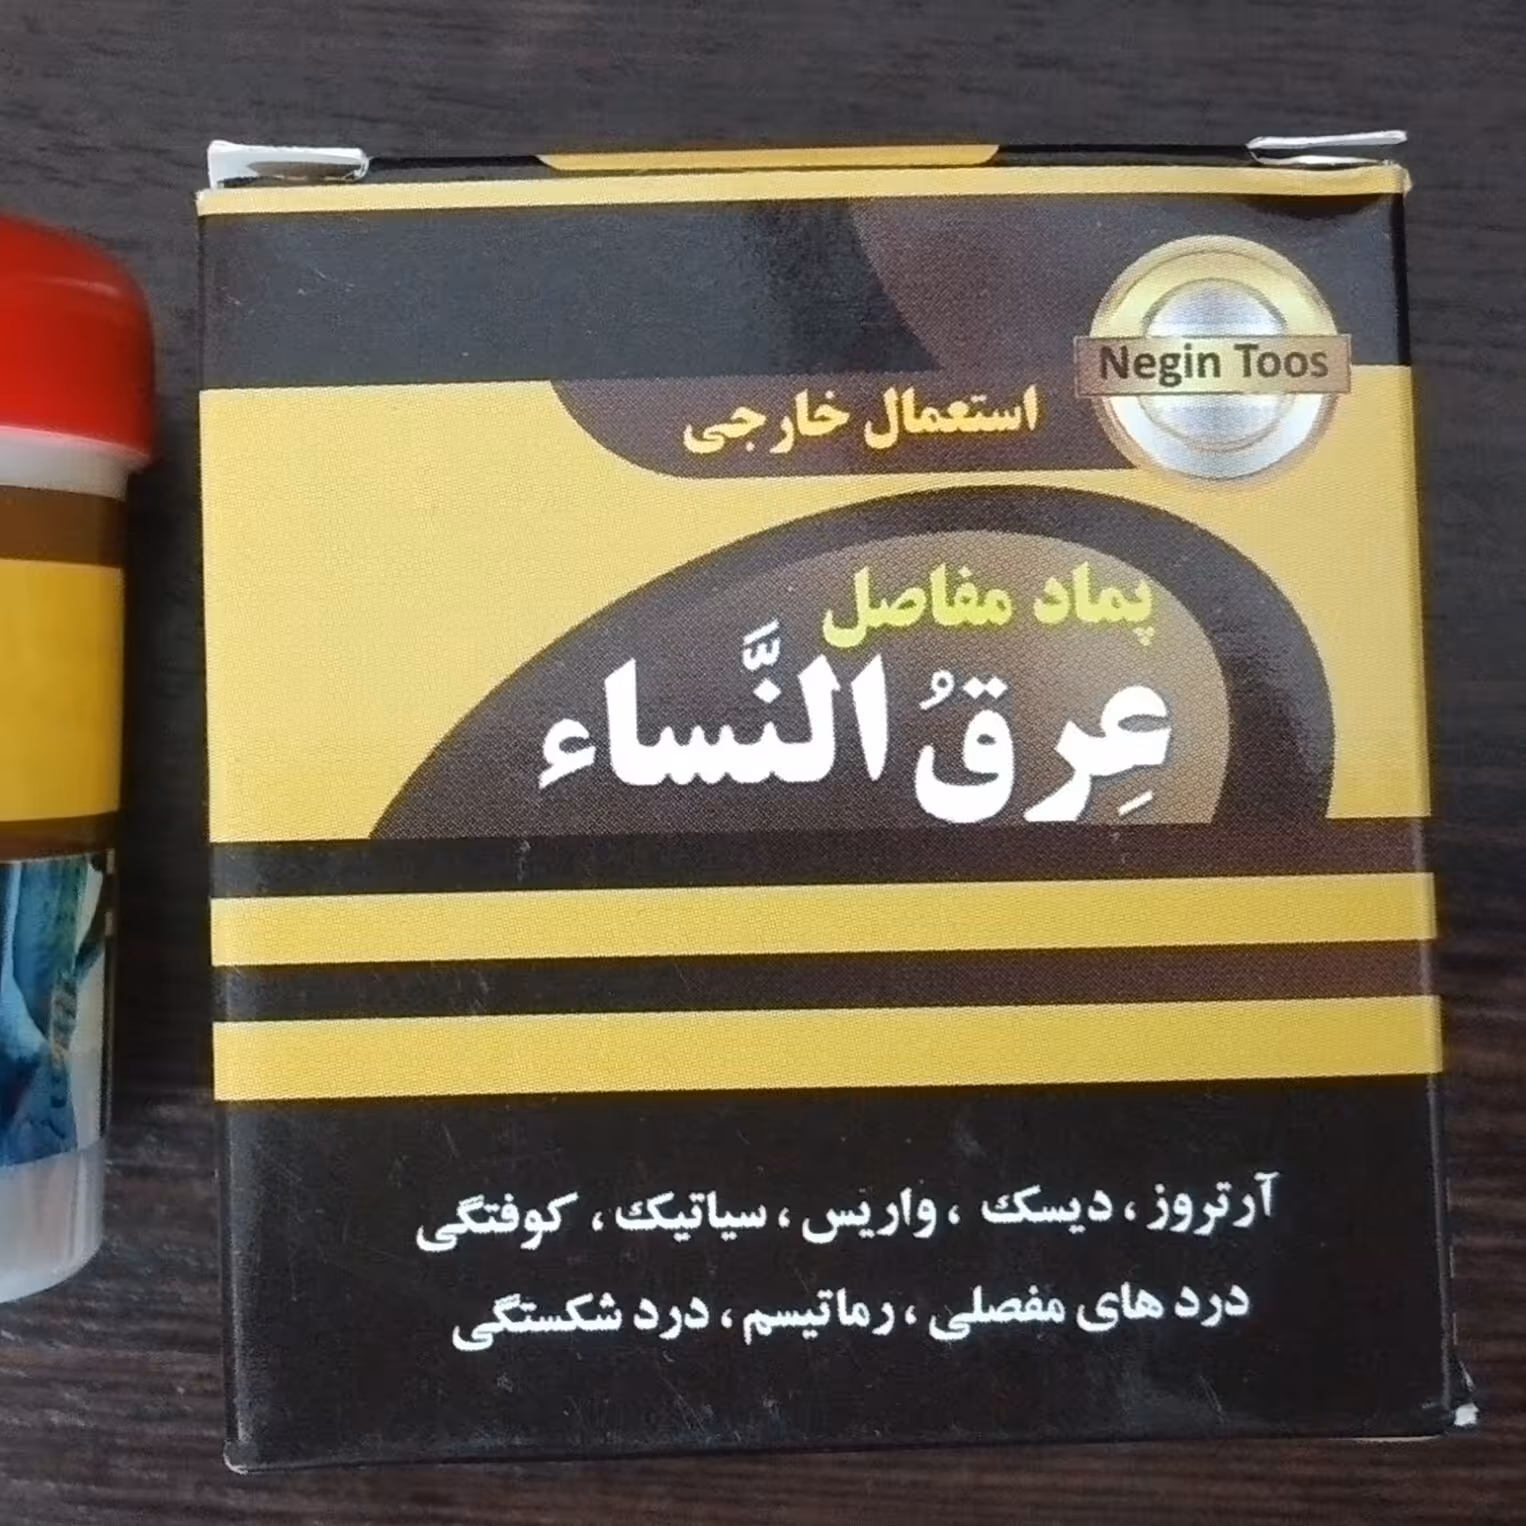 Negin Toos
استعمال خارجی
پماد مفاصل
عِرقُ النَّساء
آرتروز، دیسک، واریس، سیاتیک، کوفتگی
درد های مفصلی، رماتیسم، درد شکستگی